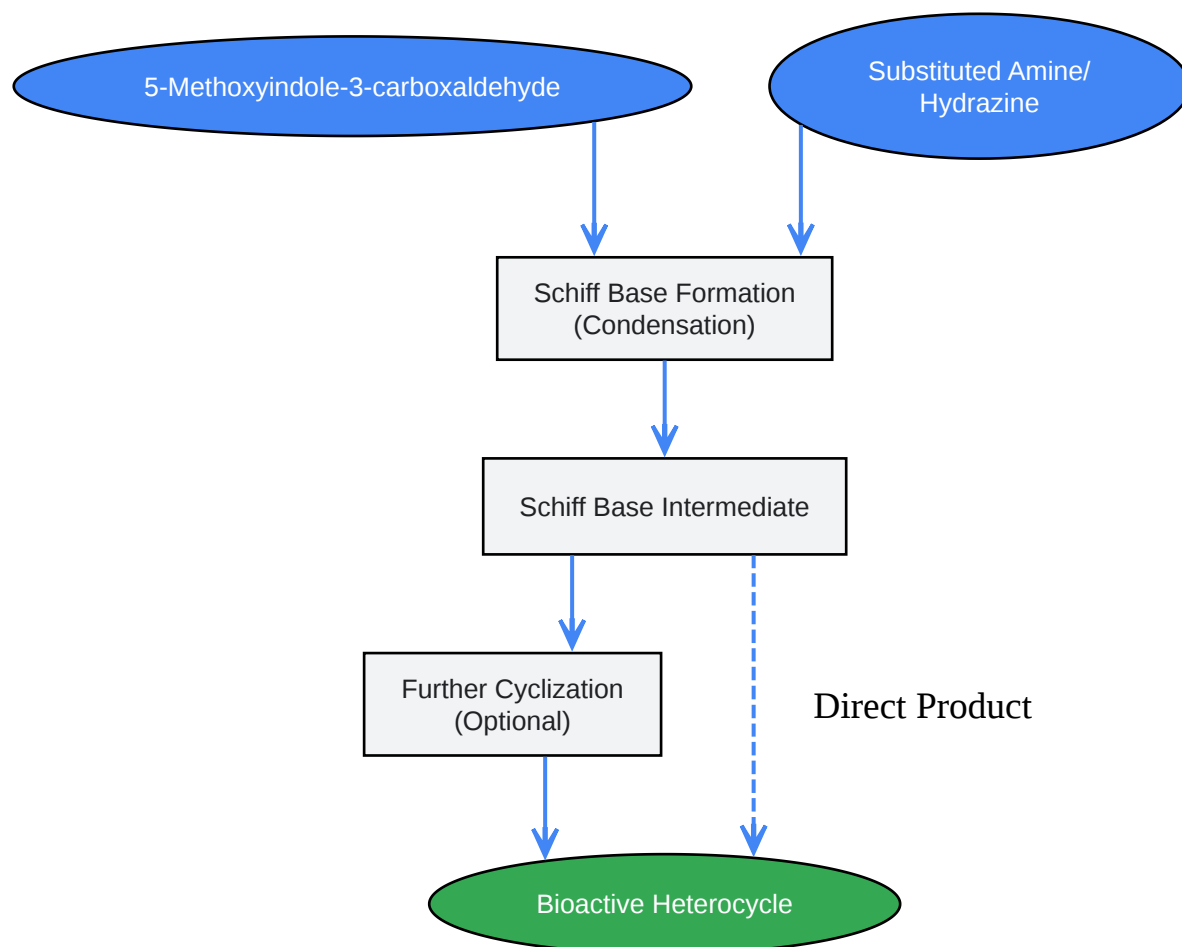 5-Methoxyindole-3-carboxaldehyde
Substituted Amine/
Hydrazine
Schiff Base Formation
(Condensation)
Schiff Base Intermediate
Further Cyclization
(Optional)
Direct Product
Bioactive Heterocycle